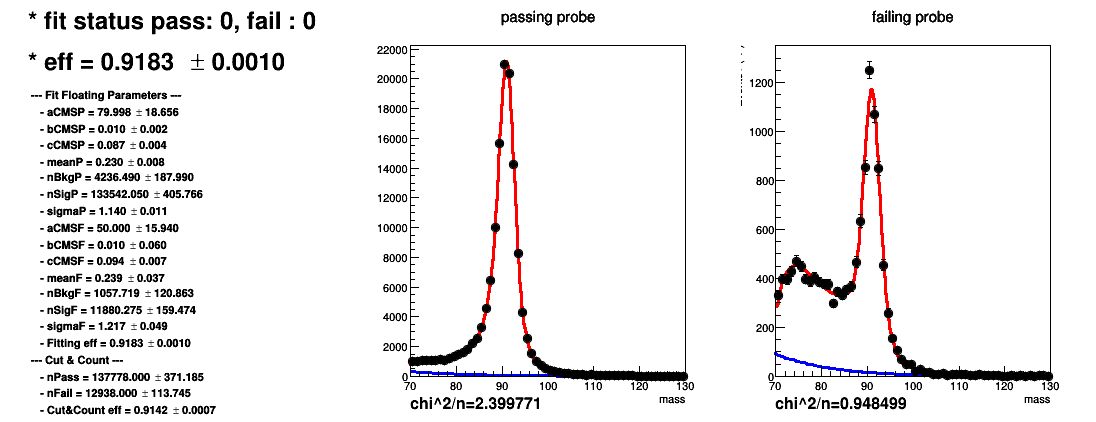 * fit status pass: 0, fail : 0
* eff = 0.9183 ± 0.0010
--- Fit Floating Parameters ---
- aCMSP = 79.998 ± 18.656
- bCMSP = 0.010 ± 0.002
- cCMSP = 0.087 ± 0.004
- meanP = 0.230 ± 0.008
- nBkgP = 4236.490 ± 187.990
- nSigP = 133542.050 ± 405.766
- sigmaP = 1.140 ± 0.011
- aCMSF = 50.000 ± 15.940
- bCMSF = 0.010 ± 0.060
- cCMSF = 0.094 ± 0.007
- meanF = 0.239 ± 0.037
- nBkgF = 1057.719 ± 120.863
- nSigF = 11880.275 ± 159.474
- sigmaF = 1.217 ± 0.049
- Fitting eff = 0.9183 ± 0.0010
--- Cut & Count ---
- nPass = 137778.000 ± 371.185
- nFail = 12938.000 ± 113.745
- Cut&Count eff = 0.9142 ± 0.0007
passing probe
22000
20000
18000
16000
14000
12000
10000
8000
6000
4000
2000
0
70 80 90 100 110 120 130
mass
chi^2/n=2.399771
failing probe
1200
1000
800
600
400
200
0
70 80 90 100 110 120 130
mass
chi^2/n=0.948499